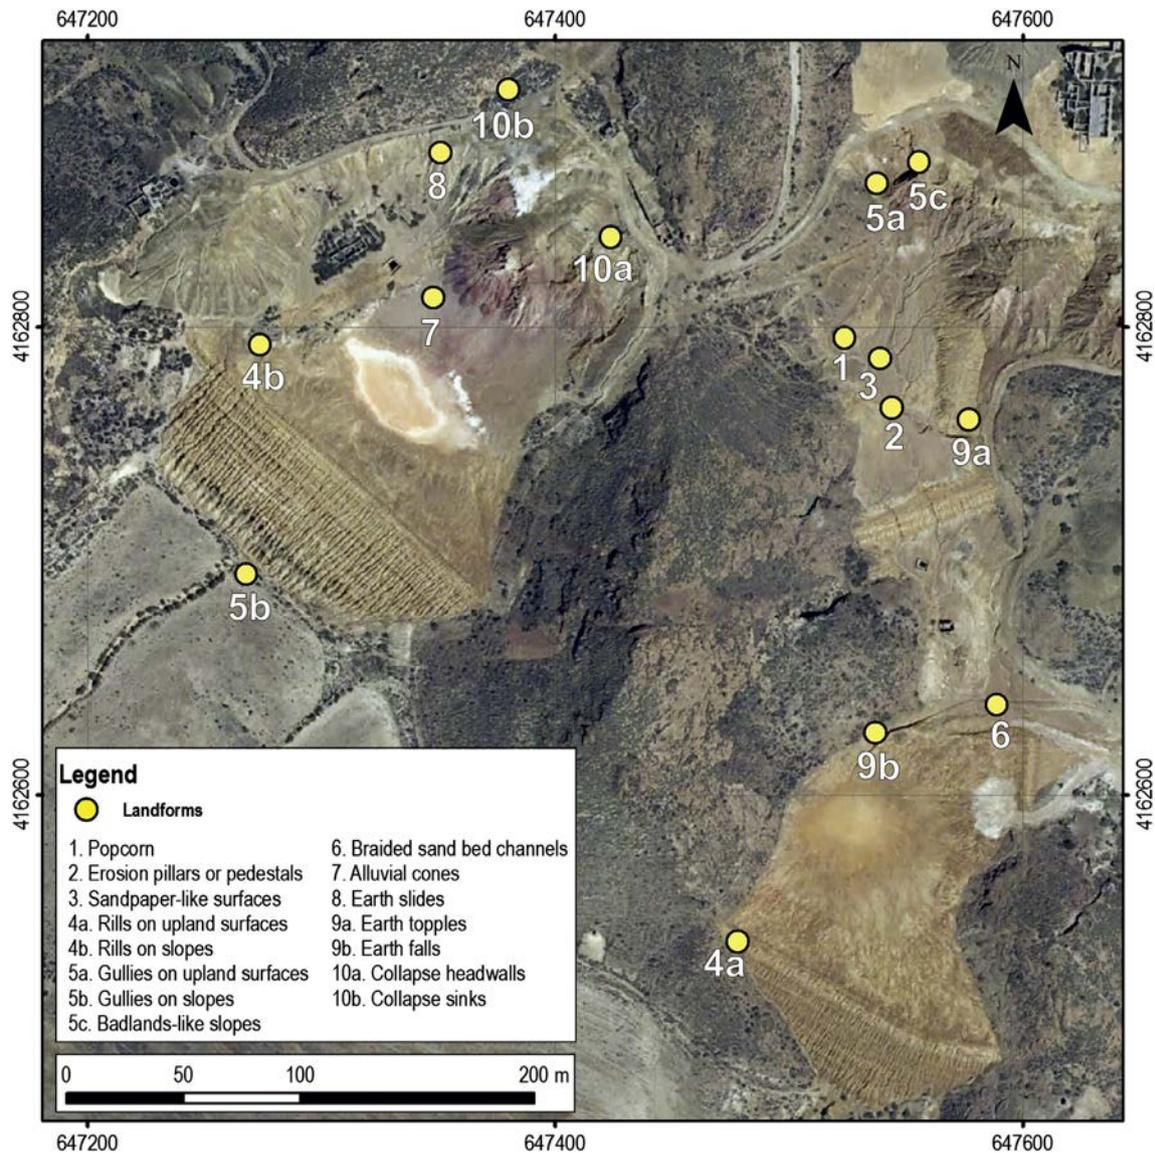 647200 647400 647600
N
10b
8
5c
5a
10a
7
4162800
4162800
1
4b
3
2
9a
5b
6
9b
4162600
4162600
4a
Legend
Landforms
1. Popcorn
2. Erosion pillars or pedestals
3. Sandpaper-like surfaces
4a. Rills on upland surfaces
4b. Rills on slopes
5a. Gullies on upland surfaces
5b. Gullies on slopes
5c. Badlands-like slopes
6. Braided sand bed channels
7. Alluvial cones
8. Earth slides
9a. Earth topples
9b. Earth falls
10a. Collapse headwalls
10b. Collapse sinks
0 50 100 200 m
647200 647400 647600